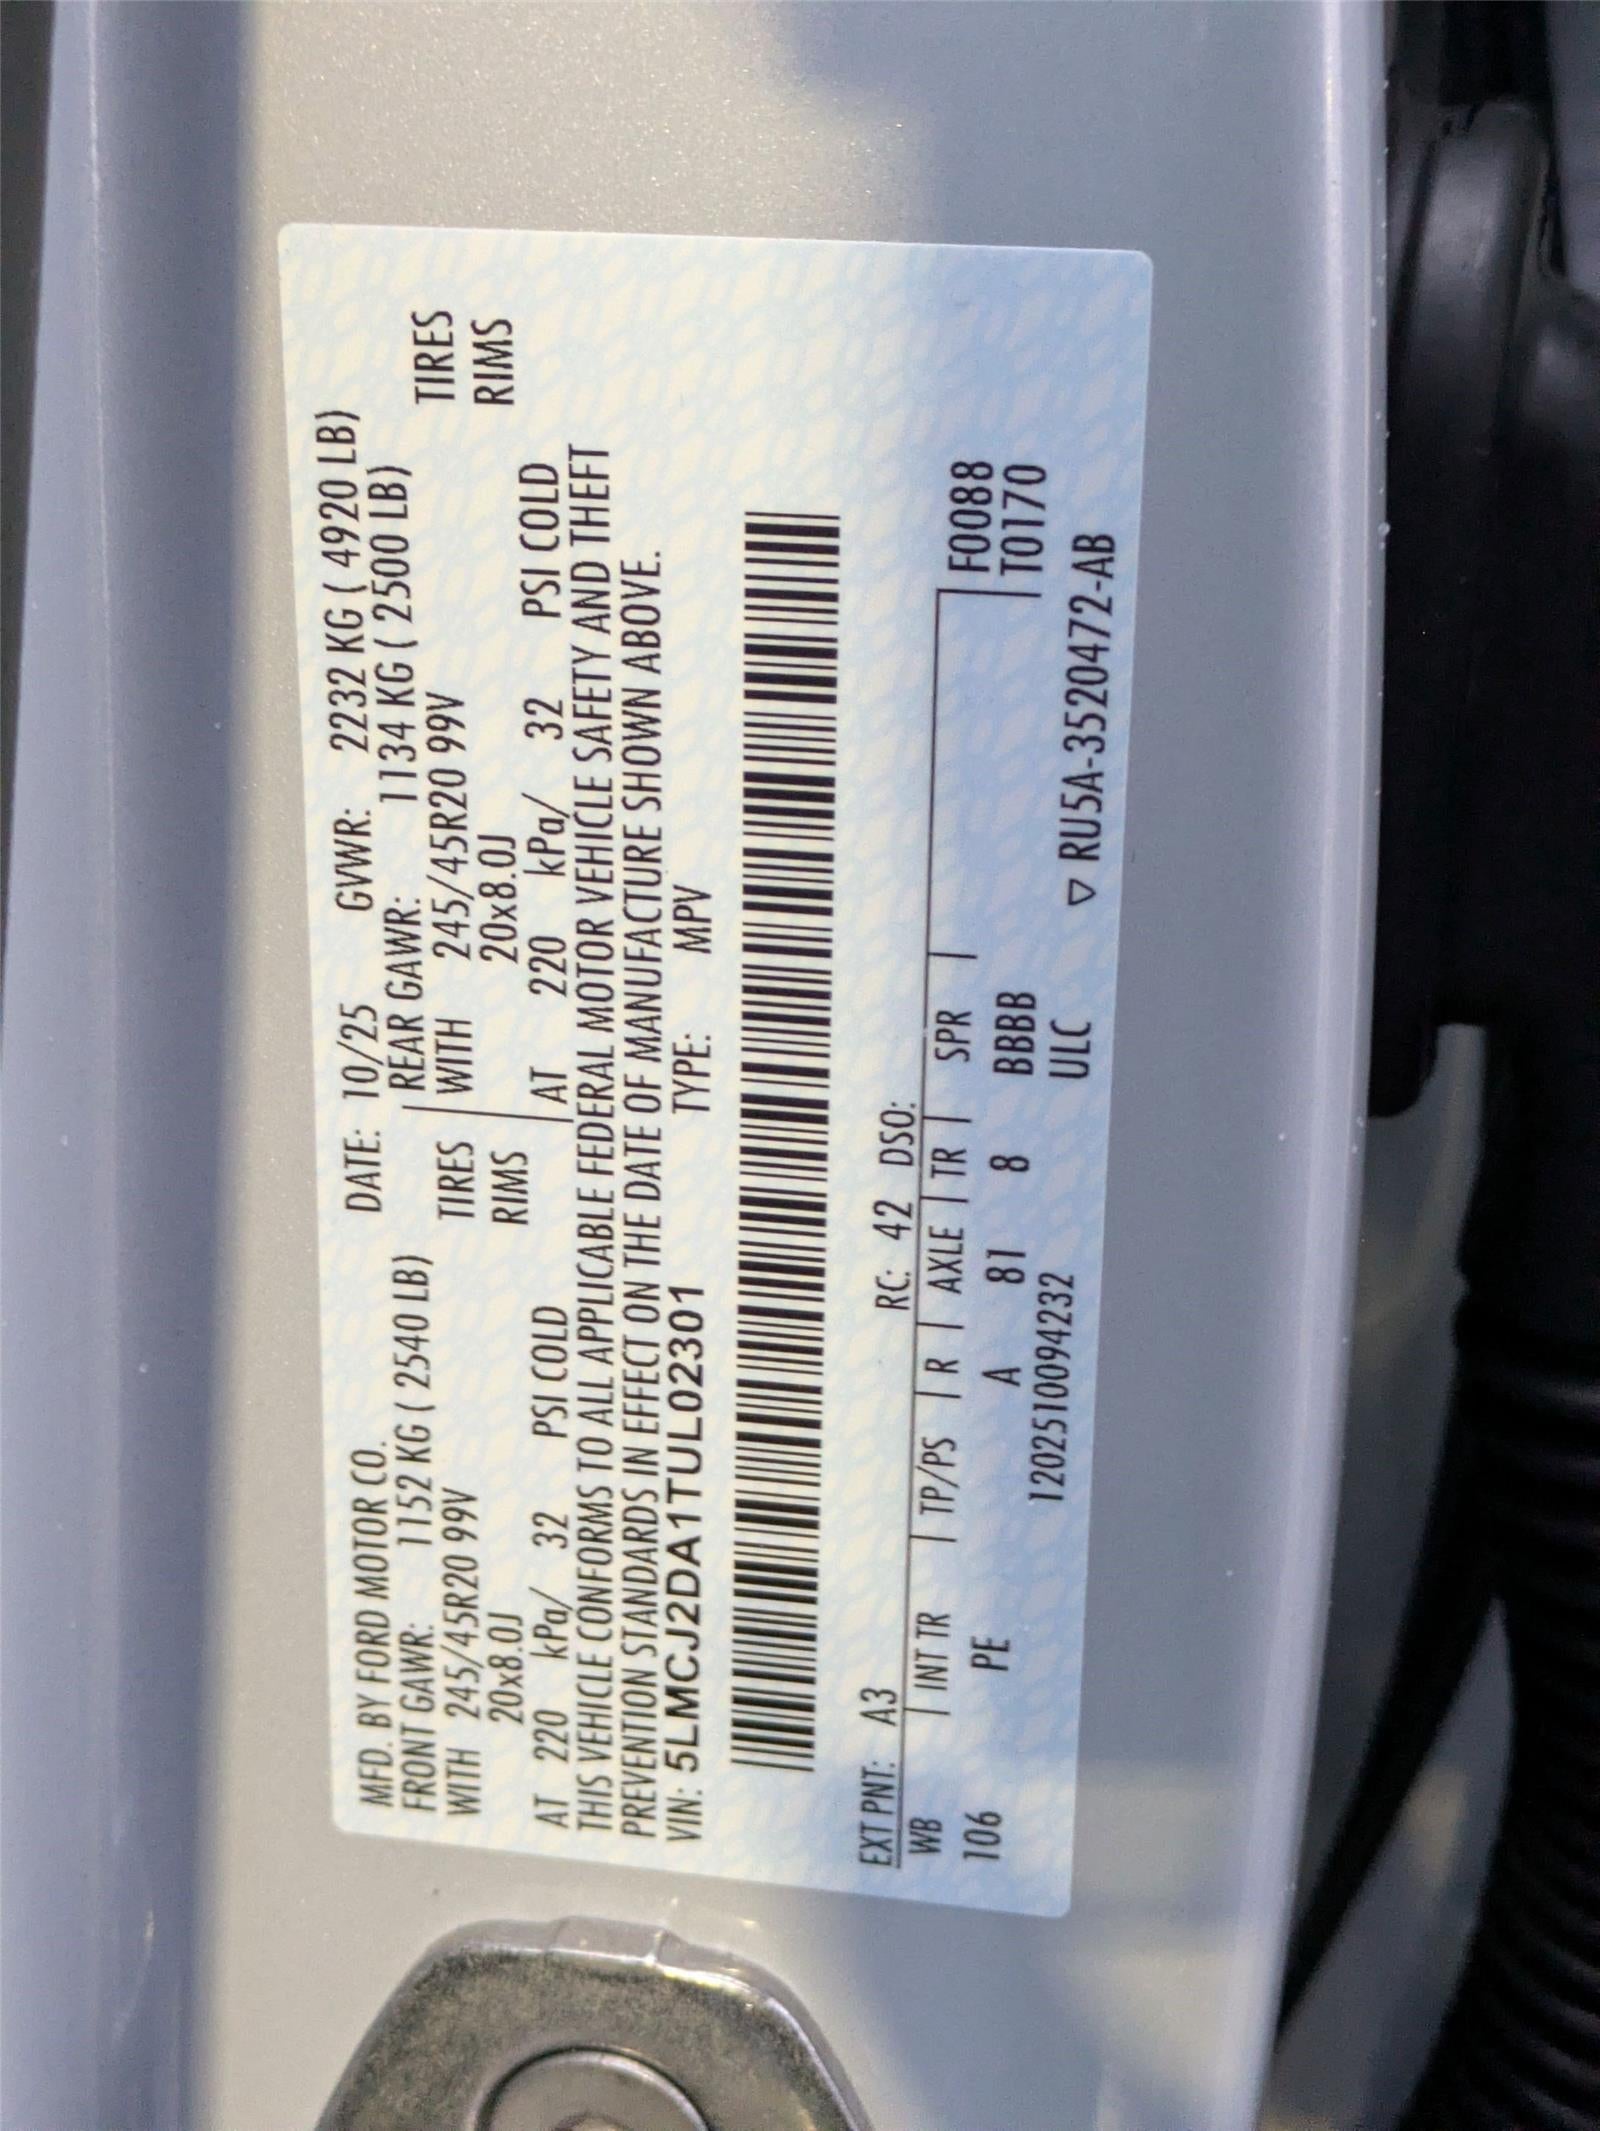 MFD. BY FORD MOTOR CO. DATE: 10/25 GVWR: 2232 KG ( 4920 LB)
FRONT GAWR: 1152 KG ( 2540 LB) REAR GAWR: 1134 KG ( 2500 LB)
WITH 245/45R20 99V TIRES WITH 245/45R20 99V TIRES
20x8.0J RIMS 20x8.0J RIMS
AT 220 kPa/ 32 PSI COLD AT 220 kPa/ 32 PSI COLD
THIS VEHICLE CONFORMS TO ALL APPLICABLE FEDERAL MOTOR VEHICLE SAFETY AND THEFT
PREVENTION STANDARDS IN EFFECT ON THE DATE OF MANUFACTURE SHOWN ABOVE.
VIN: 5LMCJ2DA1TUL02301 TYPE: MPV
EXT PNT: A3 RC: 42 DSO:
WB INT TR TP/PS R AXLE TR SPR F0088
106 PE A 81 8 BBBB T0170
12025100094232 ULC ▽ RU5A-3520472-AB